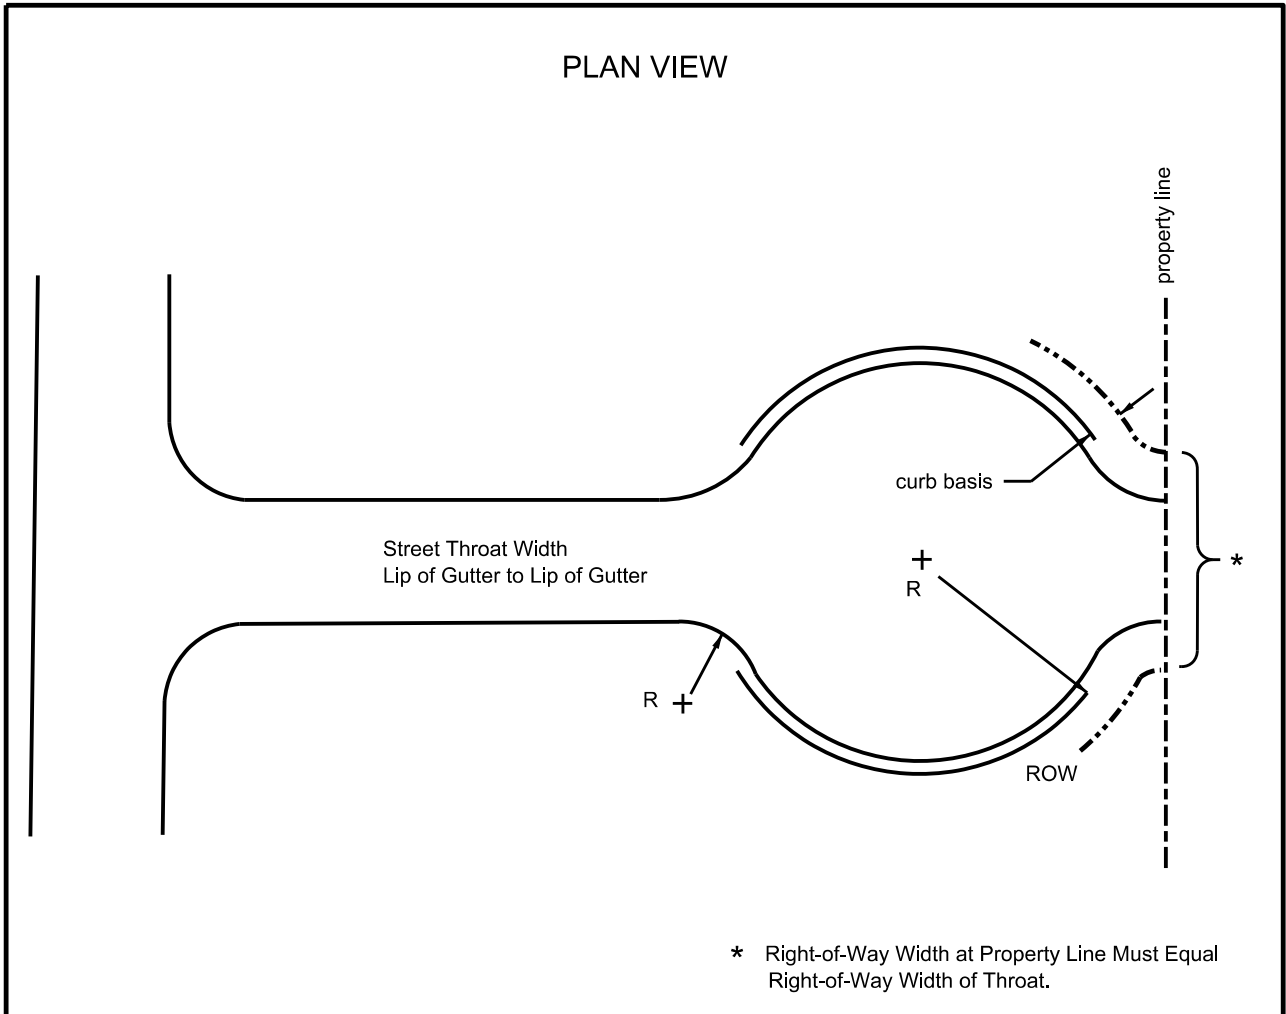 PLAN VIEW
property line
curb basis
Street Throat Width
Lip of Gutter to Lip of Gutter
*
R
R
ROW
* Right-of-Way Width at Property Line Must Equal
Right-of-Way Width of Throat.